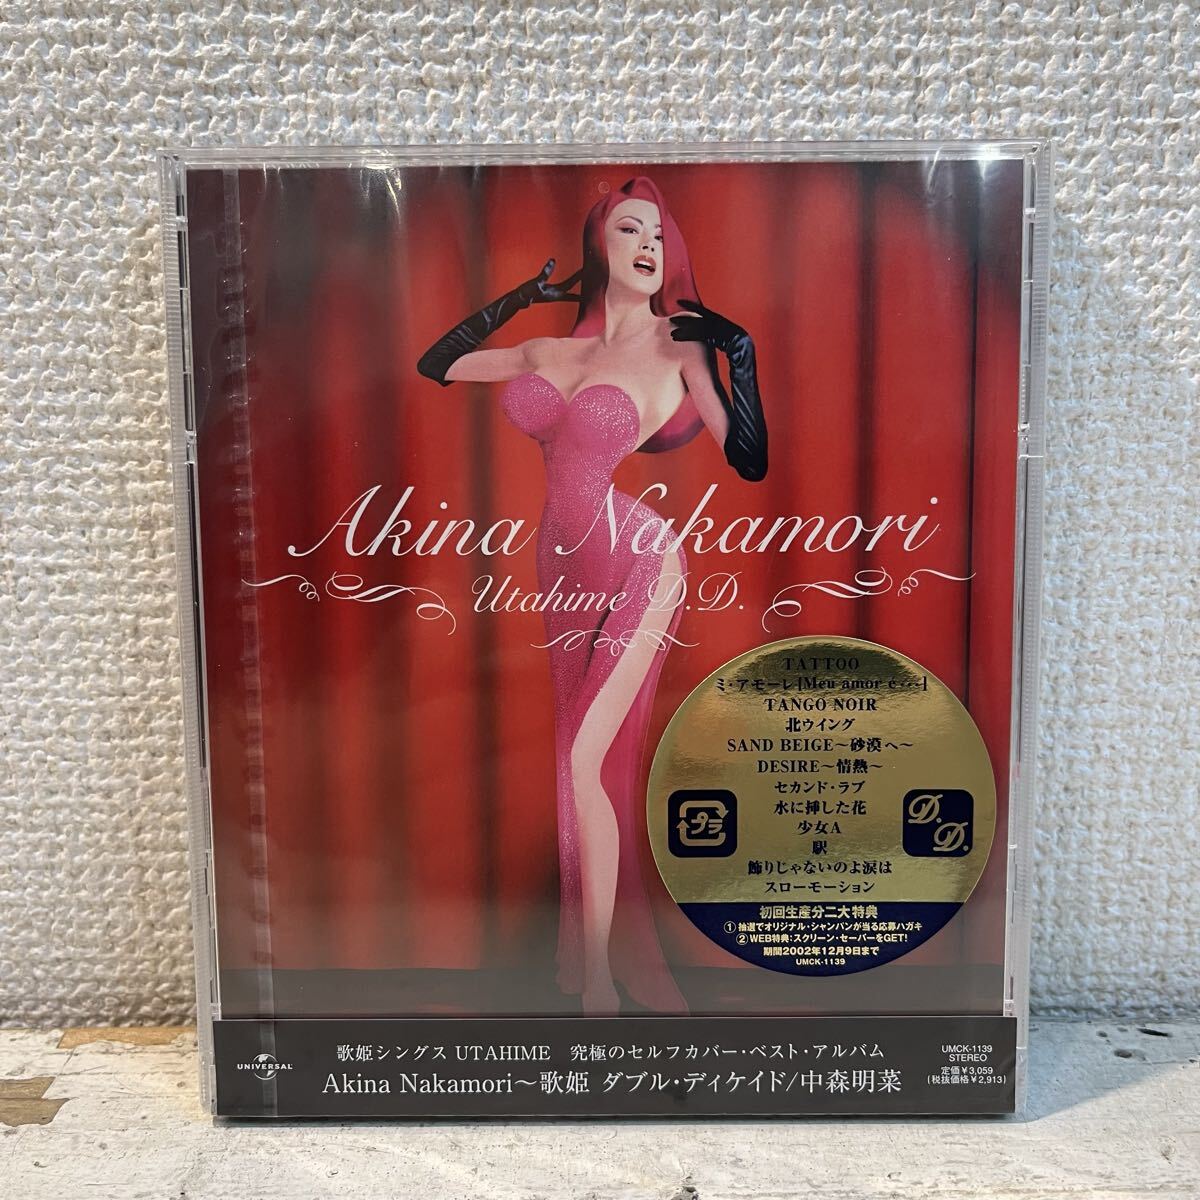 Akina Nakamori
Utahime D.D.
TATTOO
ミ・アモーレ[Meu amor é・・・]
TANGO NOIR
北ウイング
SAND BEIGE〜砂漠へ〜
DESIRE〜情熱〜
セカンド・ラブ
水に挿した花
少女A
駅
飾りじゃないのよ涙は
スローモーション
プラ
D.D.
初回生産分二大特典
①抽選でオリジナル・シャンパンが当る応募ハガキ
②WEB特典:スクリーン・セーバーをGET!
期間2002年12月9日まで
UMCK-1139
UNIVERSAL
歌姫シングス UTAHIME 究極のセルフカバー・ベスト・アルバム
Akina Nakamori〜歌姫 ダブル・ディケイド/中森明菜
UMCK-1139
STEREO
定価¥3,059
(税抜価格¥2,913)